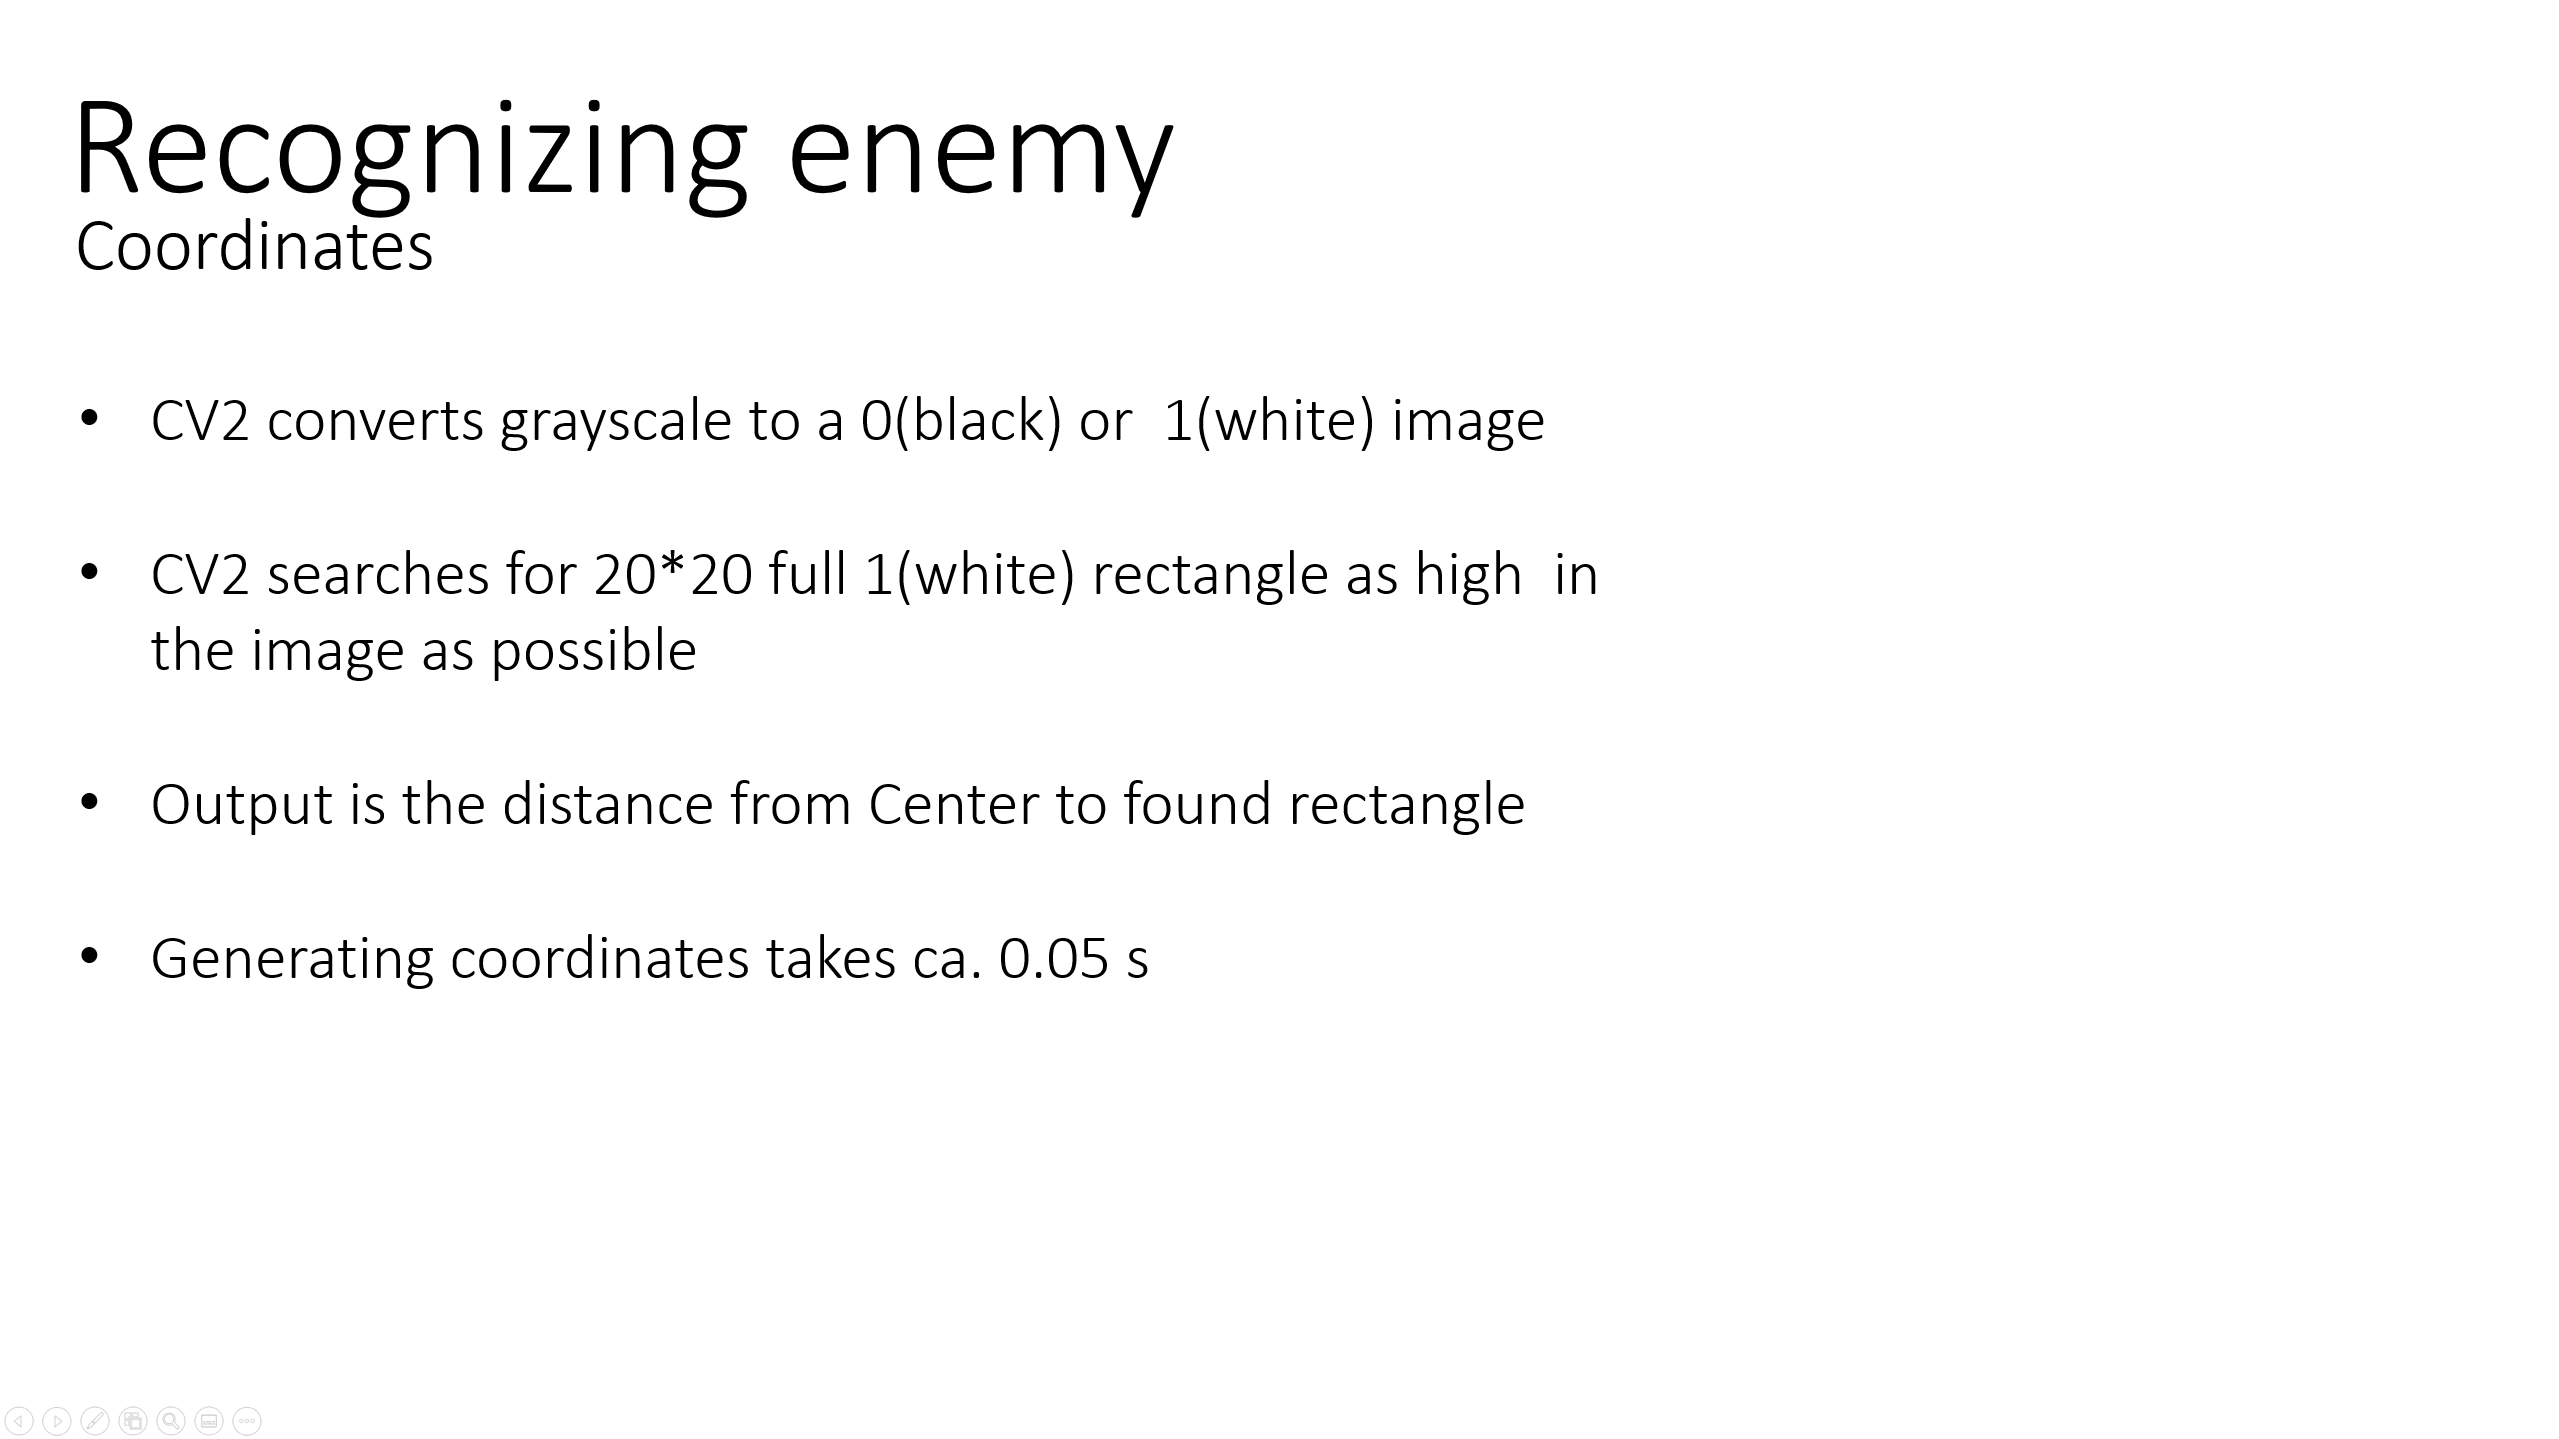 Recognizing enemy
Coordinates
• CV2 converts grayscale to a 0(black) or  1(white) image
• CV2 searches for 20*20 full 1(white) rectangle as high  in
the image as possible
• Output is the distance from Center to found rectangle
• Generating coordinates takes ca. 0.05 s